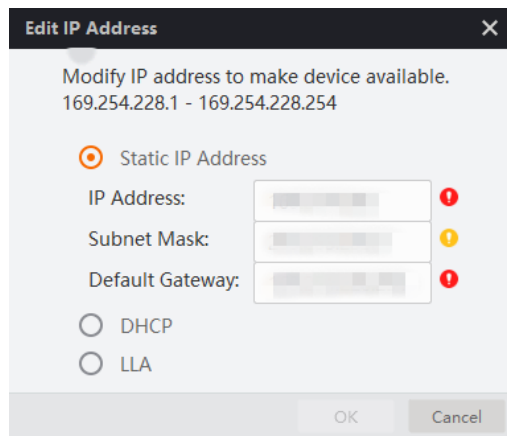 Edit IP Address
Modify IP address to make device available.
169.254.228.1 - 169.254.228.254
Static IP Address
IP Address:
Subnet Mask:
Default Gateway:
DHCP
LLA
OK Cancel